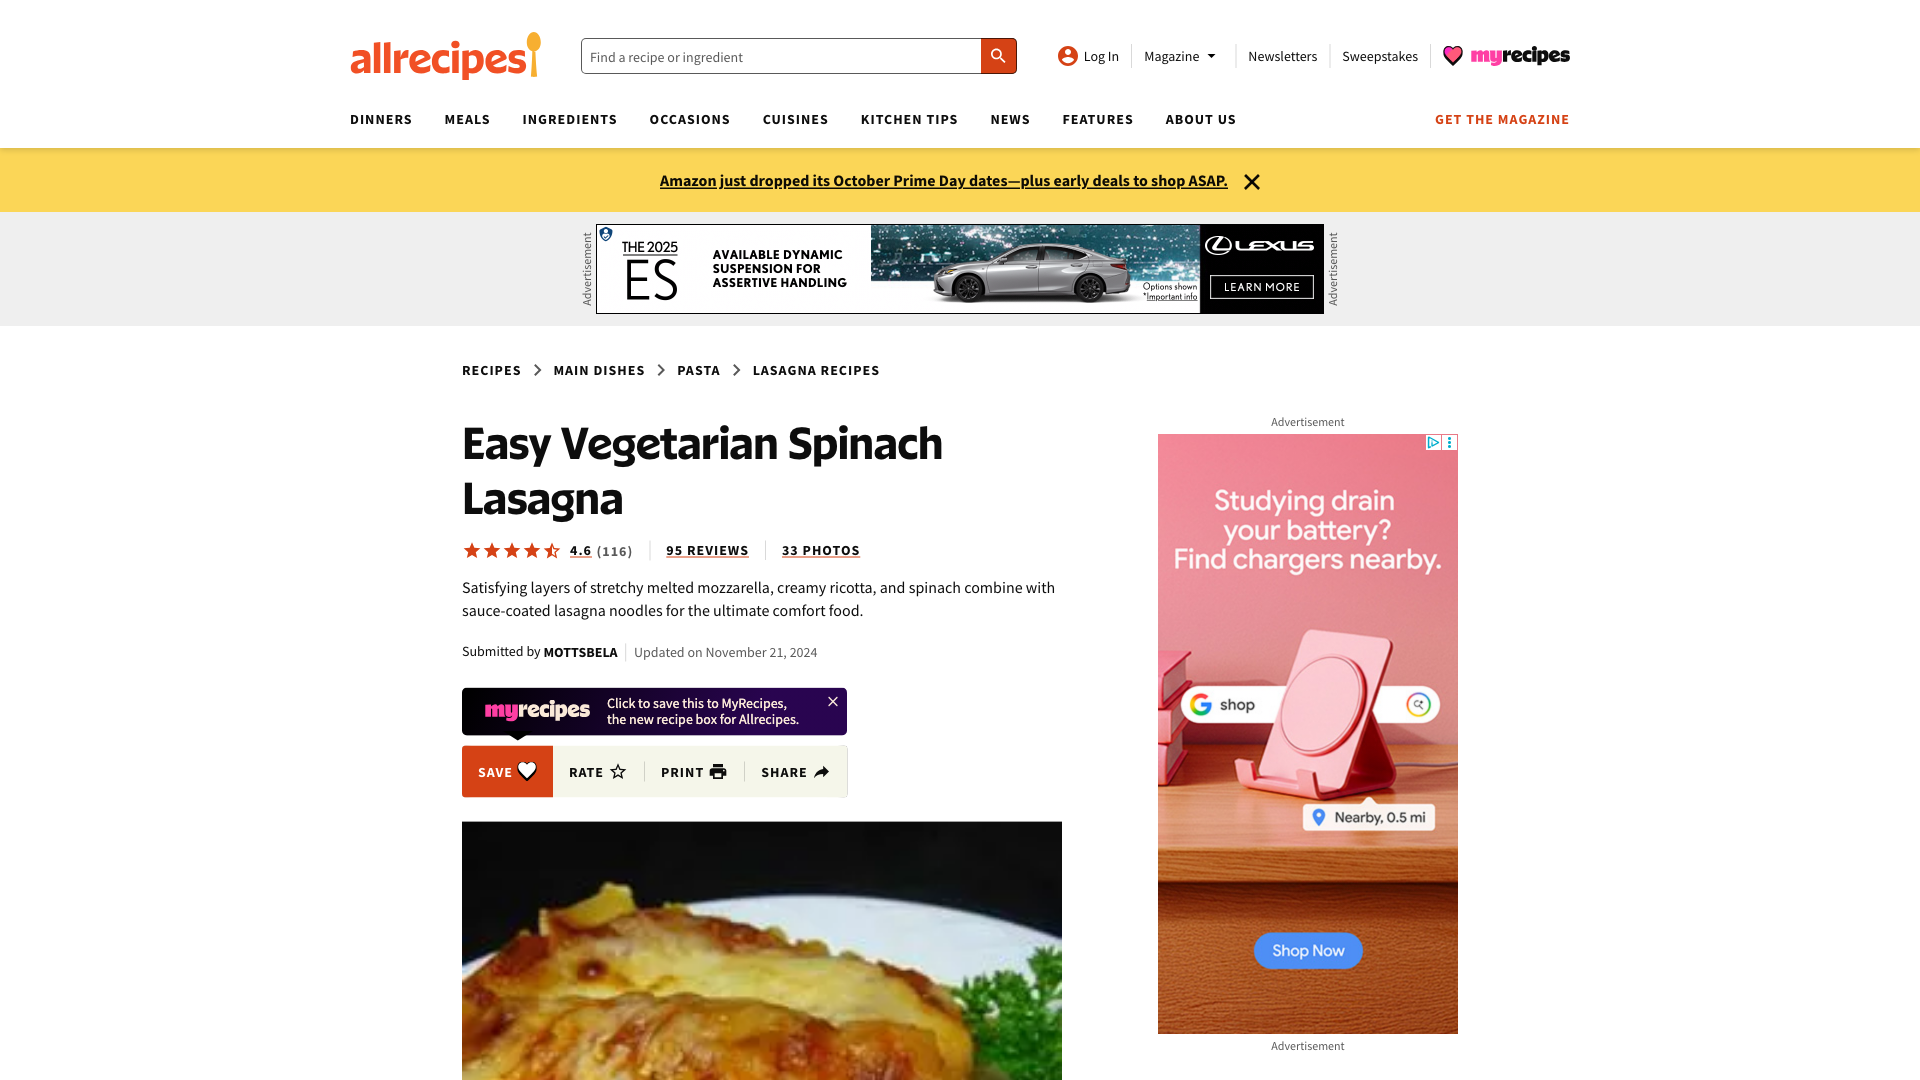 allrecipes
Find a recipe or ingredient
Log In
Magazine
Newsletters
Sweepstakes
myrecipes
DINNERS
MEALS
INGREDIENTS
OCCASIONS
CUISINES
KITCHEN TIPS
NEWS
FEATURES
ABOUT US
GET THE MAGAZINE
Amazon just dropped its October Prime Day dates—plus early deals to shop ASAP.
Advertisement
THE 2025
ES
AVAILABLE DYNAMIC
SUSPENSION FOR
ASSERTIVE HANDLING
Options shown
*Important info
LEXUS
LEARN MORE
Advertisement
RECIPES
MAIN DISHES
PASTA
LASAGNA RECIPES
Easy Vegetarian Spinach
Lasagna
4.6 (116)
95 REVIEWS
33 PHOTOS
Satisfying layers of stretchy melted mozzarella, creamy ricotta, and spinach combine with
sauce-coated lasagna noodles for the ultimate comfort food.
Submitted by MOTTSBELA
Updated on November 21, 2024
myrecipes
Click to save this to MyRecipes,
the new recipe box for Allrecipes.
SAVE
RATE
PRINT
SHARE
Advertisement
Studying drain
your battery?
Find chargers nearby.
shop
Nearby, 0.5 mi
Shop Now
Advertisement